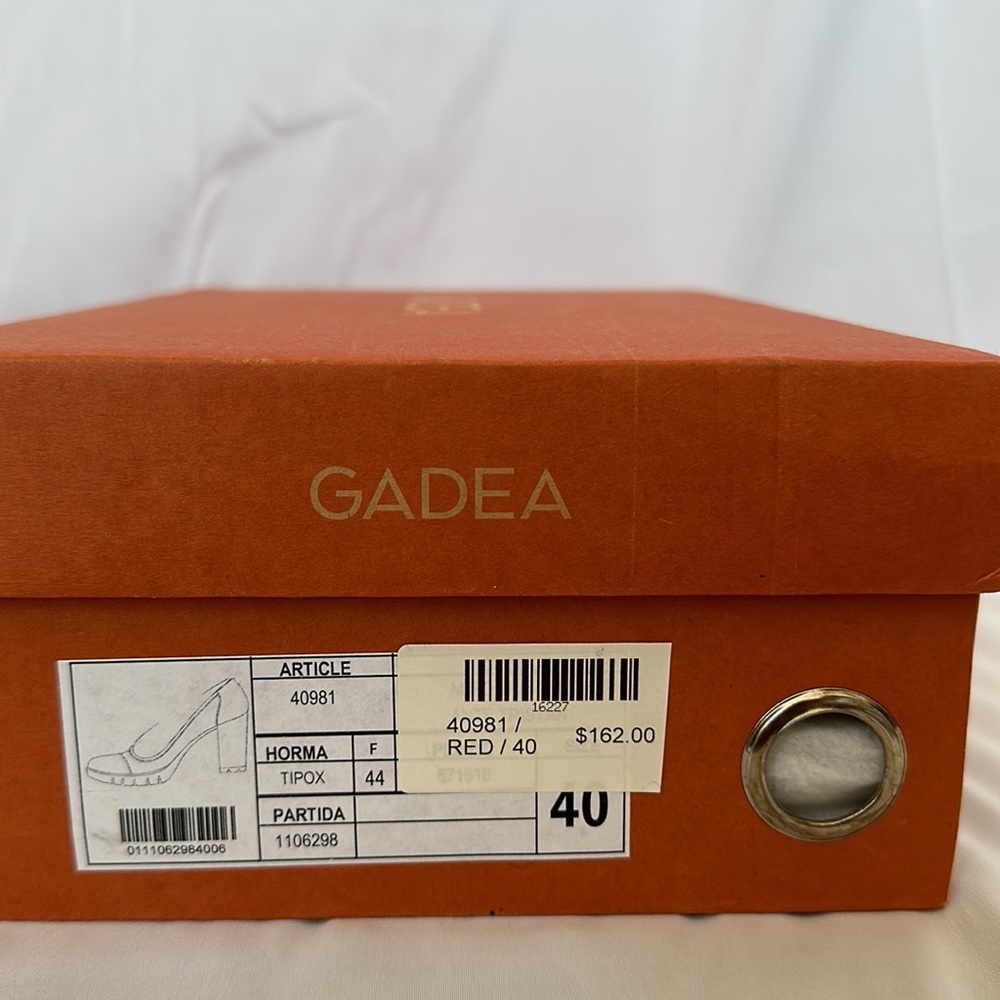 GADEA
ARTICLE
40981
HORMA F
TIPOX 44
PARTIDA
1106298
0111062984006
40
16227
40981 /
RED / 40
$162.00